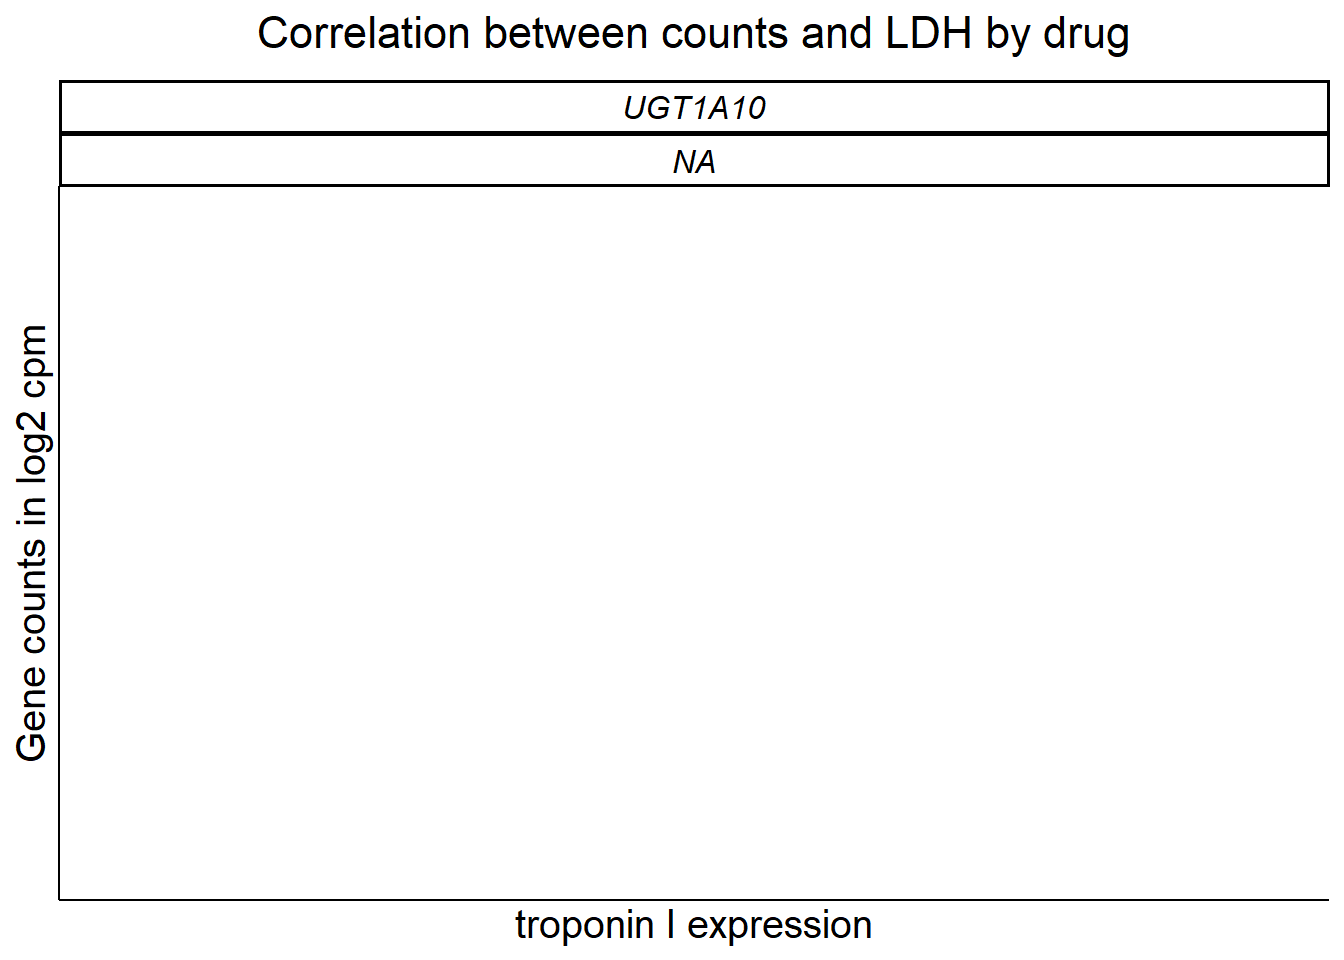 Correlation between counts and LDH by drug
UGT1A10
NA
Gene counts in log2 cpm
troponin I expression